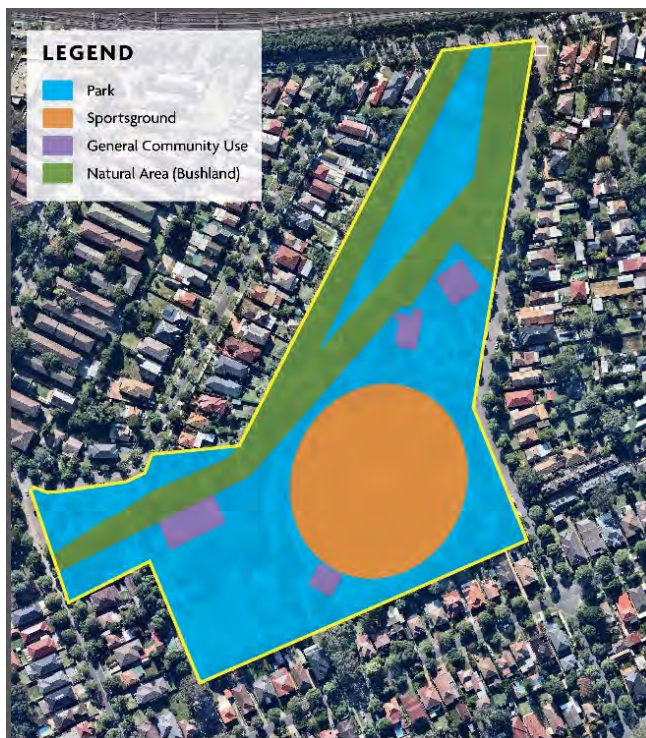 LEGEND
Park
Sportsground
General Community Use
Natural Area (Bushland)